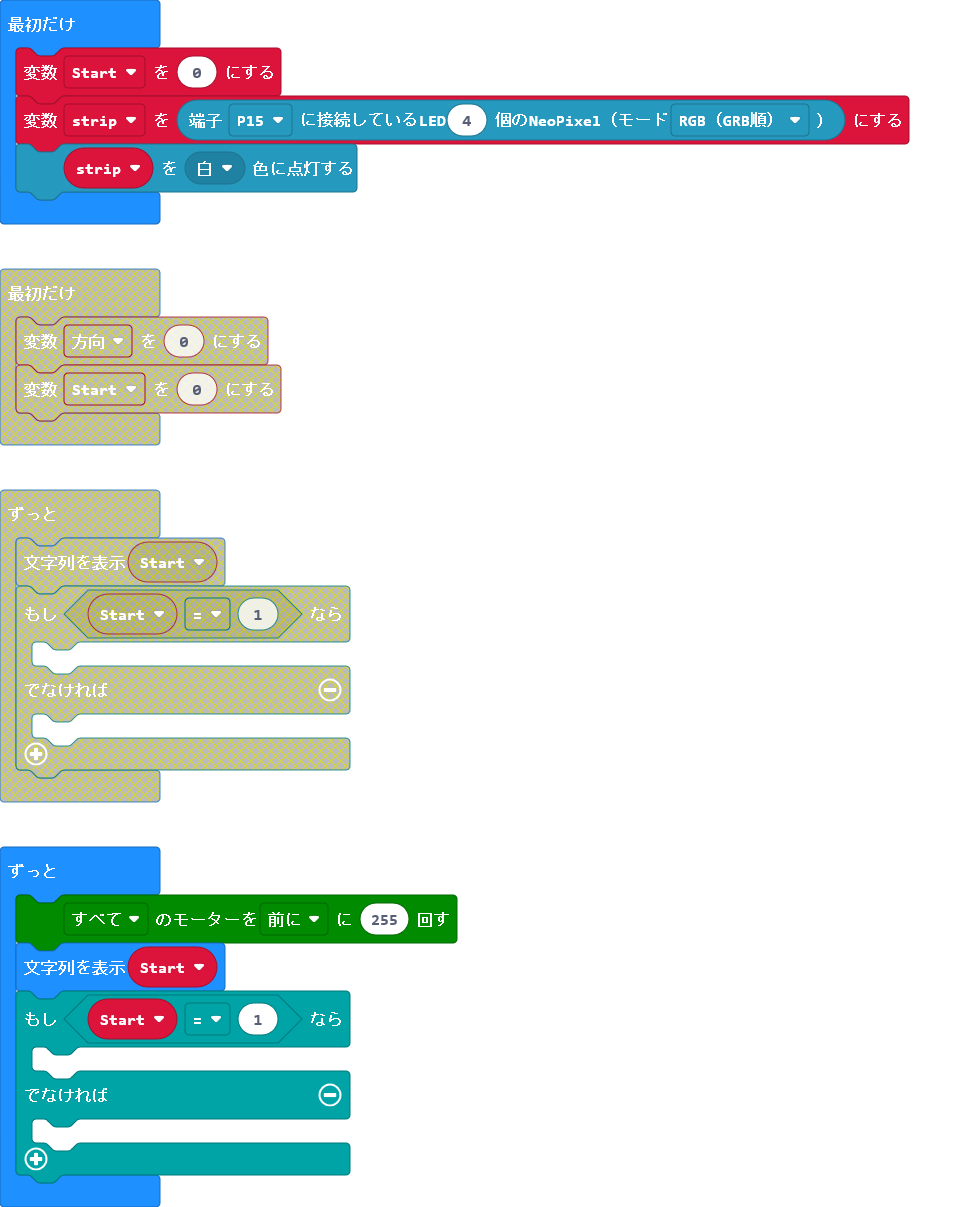 最初だけ
変数 Start を 0 にする
変数 strip を 端子 P15 に接続しているLED 4 個のNeoPixel（モード RGB（GRB順） ） にする
strip を 白 色に点灯する
最初だけ
変数 方向 を 0 にする
変数 Start を 0 にする
ずっと
文字列を表示 Start
もし Start = 1 なら
でなければ
ずっと
すべて のモーターを 前に に 255 回す
文字列を表示 Start
もし Start = 1 なら
でなければ